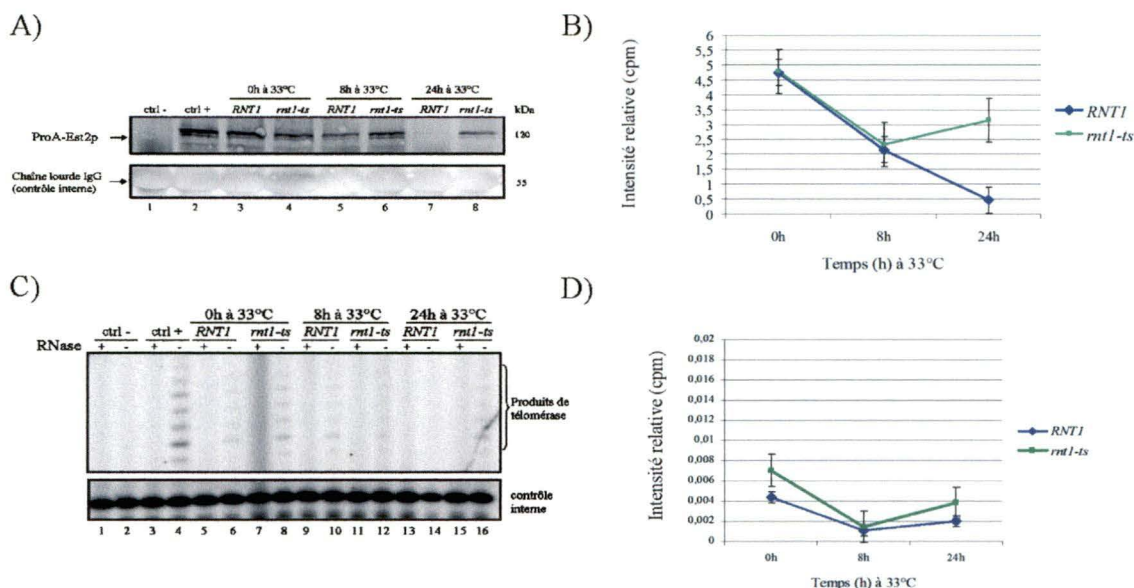 A)
0h à 33°C 8h à 33°C 24h à 33°C
ctrl - ctrl + RNT1 rnt1-ts RNT1 rnt1-ts RNT1 rnt1-ts kDa
ProA-Est2p 120
Chaîne lourde IgG
(contrôle interne) 55
1 2 3 4 5 6 7 8
B)
Intensité relative (cpm)
6
5,5
5
4,5
4
3,5
3
2,5
2
1,5
1
0,5
0
0h 8h 24h
Temps (h) à 33°C
RNT1
rnt1-ts
C)
0h à 33°C 8h à 33°C 24h à 33°C
ctrl - ctrl + RNT1 rnt1-ts RNT1 rnt1-ts RNT1 rnt1-ts
RNase + - + - + - + - + - + - + - + -
Produits de
télomérase
contrôle
interne
1 2 3 4 5 6 7 8 9 10 11 12 13 14 15 16
D)
Intensité relative (cpm)
0,02
0,018
0,016
0,014
0,012
0,01
0,008
0,006
0,004
0,002
0
0h 8h 24h
Temps (h) à 33°C
RNT1
rnt1-ts